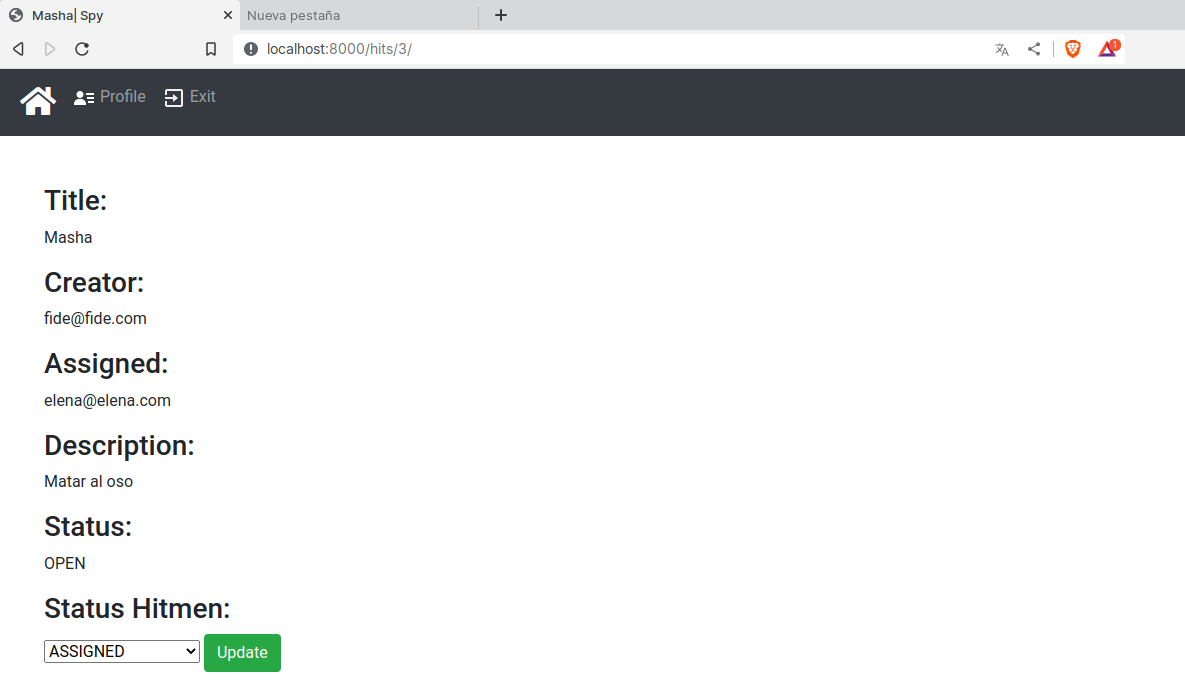 Masha| Spy
Nueva pestaña
localhost:8000/hits/3/
1
Profile
Exit
Title:
Masha
Creator:
fide@fide.com
Assigned:
elena@elena.com
Description:
Matar al oso
Status:
OPEN
Status Hitmen:
ASSIGNED Update